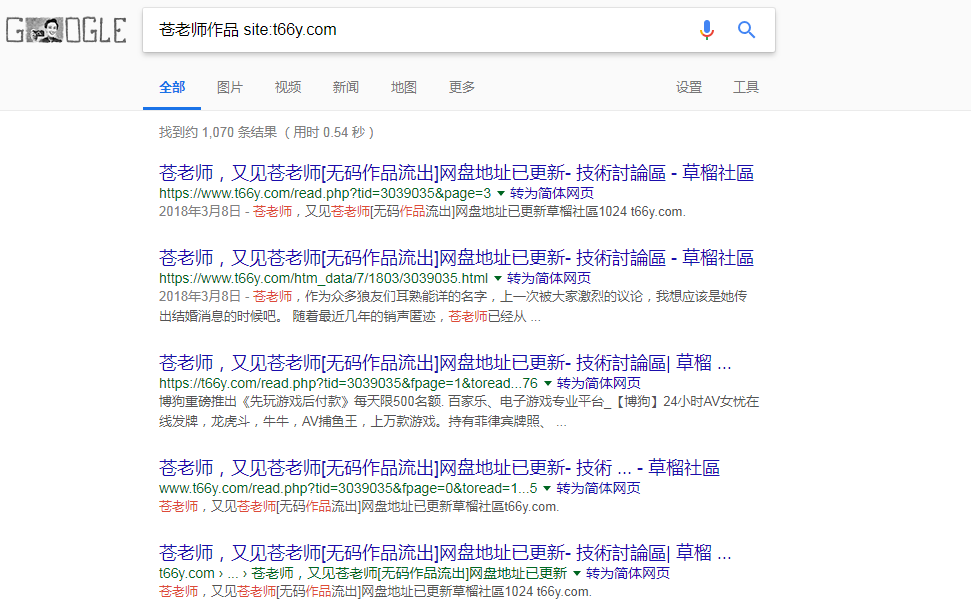 GOOGLE
苍老师作品 site:t66y.com
全部 图片 视频 新闻 地图 更多 设置 工具
找到约 1,070 条结果 （用时 0.54 秒）
苍老师，又见苍老师[无码作品流出]网盘地址已更新- 技術討論區 - 草榴社區
https://www.t66y.com/read.php?tid=3039035&page=3 ▼ 转为简体网页
2018年3月8日 - 苍老师，又见苍老师[无码作品流出]网盘地址已更新草榴社區1024 t66y.com.
苍老师，又见苍老师[无码作品流出]网盘地址已更新- 技術討論區 - 草榴社區
https://www.t66y.com/htm_data/7/1803/3039035.html ▼ 转为简体网页
2018年3月8日 - 苍老师，作为众多狼友们耳熟能详的名字，上一次被大家激烈的议论，我想应该是她传
出结婚消息的时候吧。 随着最近几年的销声匿迹，苍老师已经从 ...
苍老师，又见苍老师[无码作品流出]网盘地址已更新- 技術討論區| 草榴 ...
https://t66y.com/read.php?tid=3039035&fpage=1&toread...76 ▼ 转为简体网页
博狗重磅推出《先玩游戏后付款》每天限500名额. 百家乐、电子游戏专业平台_【博狗】24小时AV女忧在
线发牌，龙虎斗，牛牛，AV捕鱼王，上万款游戏。持有菲律宾牌照、 ...
苍老师，又见苍老师[无码作品流出]网盘地址已更新- 技術 ... - 草榴社區
www.t66y.com/read.php?tid=3039035&fpage=0&toread=1...5 ▼ 转为简体网页
苍老师，又见苍老师[无码作品流出]网盘地址已更新草榴社區t66y.com.
苍老师，又见苍老师[无码作品流出]网盘地址已更新- 技術討論區| 草榴 ...
t66y.com › ... › 苍老师，又见苍老师[无码作品流出]网盘地址已更新 ▼ 转为简体网页
苍老师，又见苍老师[无码作品流出]网盘地址已更新草榴社區1024 t66y.com.